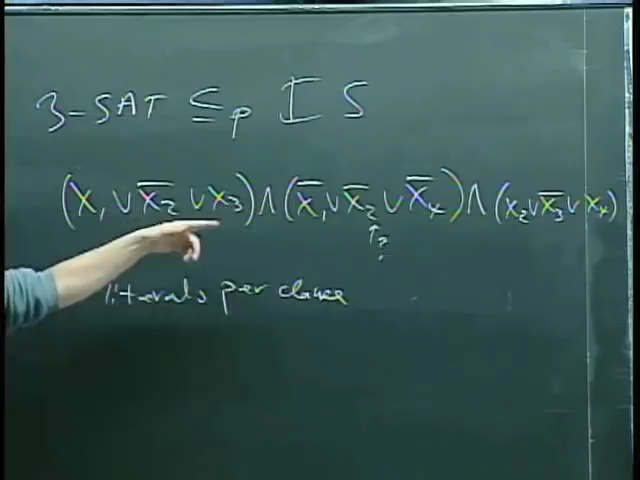 3-SAT ≤p IS
(x₁ ∨ x̅₂ ∨ x₃) ∧ (x̅₁ ∨ x̅₂ ∨ x̅₄) ∧ (x₂ ∨ x̅₃ ∨ x₄)
↑?
literals per clause